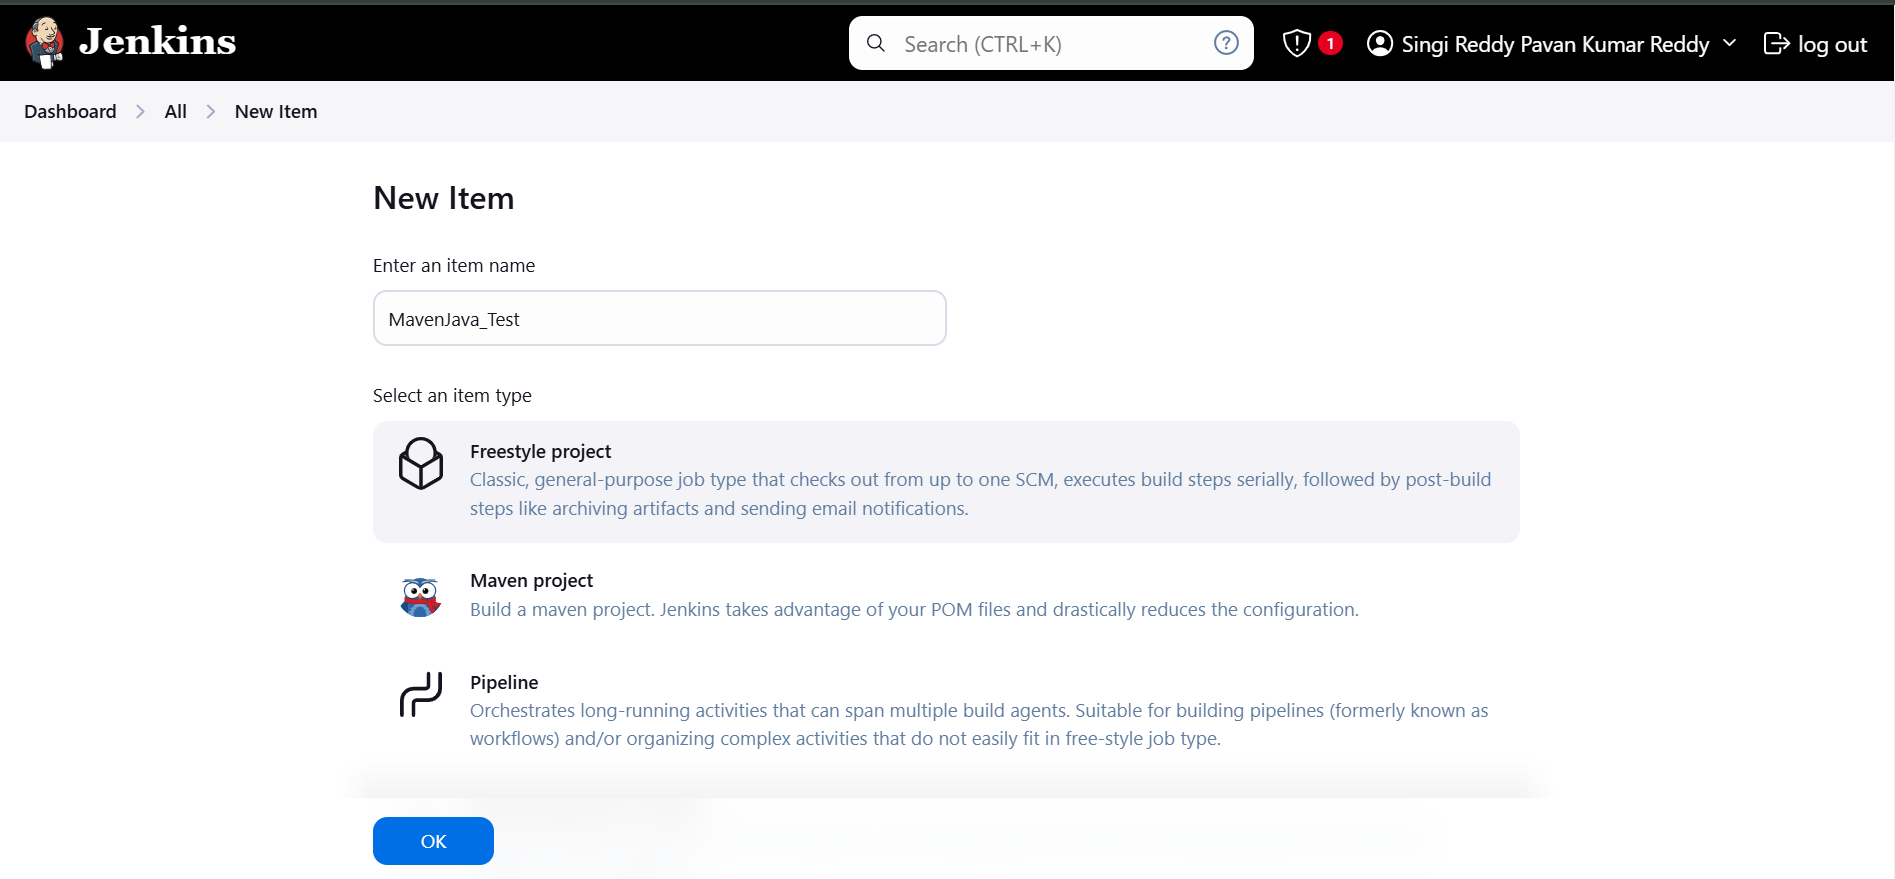 Jenkins
Search (CTRL+K)
?
1
Singi Reddy Pavan Kumar Reddy
log out
Dashboard > All > New Item
New Item
Enter an item name
MavenJava_Test
Select an item type
Freestyle project
Classic, general-purpose job type that checks out from up to one SCM, executes build steps serially, followed by post-build
steps like archiving artifacts and sending email notifications.
Maven project
Build a maven project. Jenkins takes advantage of your POM files and drastically reduces the configuration.
Pipeline
Orchestrates long-running activities that can span multiple build agents. Suitable for building pipelines (formerly known as
workflows) and/or organizing complex activities that do not easily fit in free-style job type.
OK